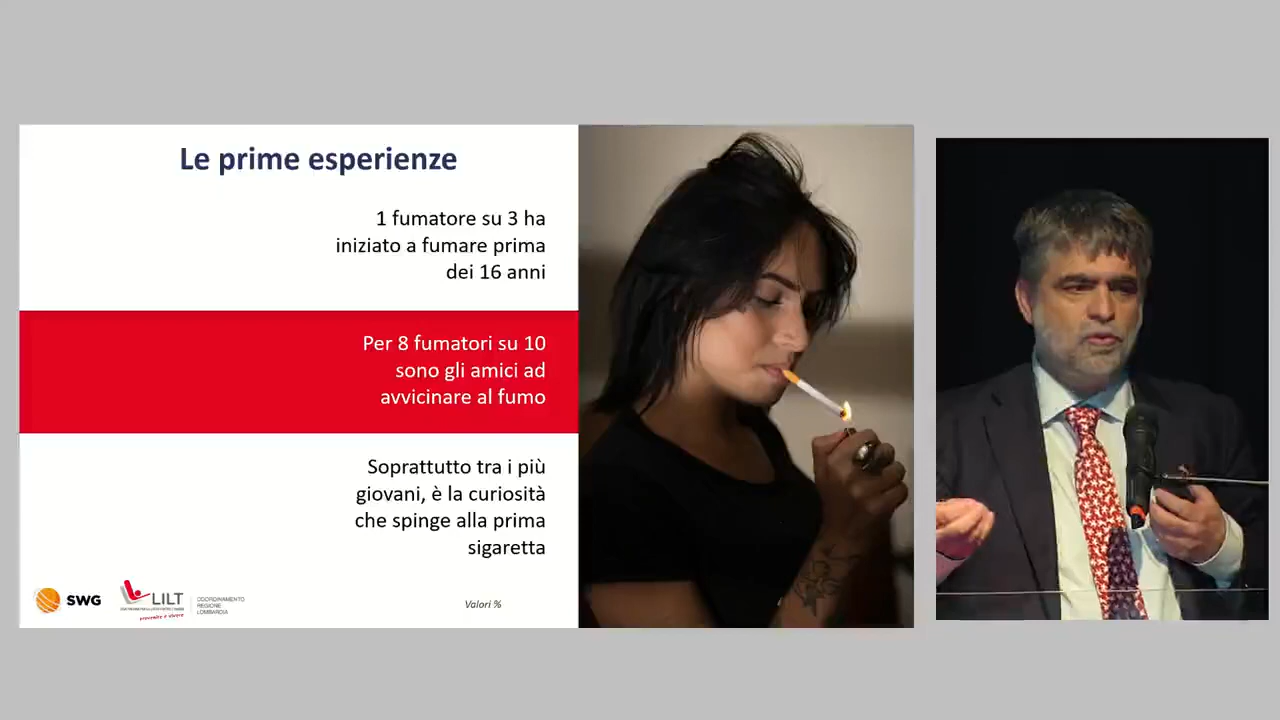 Le prime esperienze
1 fumatore su 3 ha
iniziato a fumare prima
dei 16 anni
Per 8 fumatori su 10
sono gli amici ad
avvicinare al fumo
Soprattutto tra i più
giovani, è la curiosità
che spinge alla prima
sigaretta
SWG
LILT
prevenire è vivere
COORDINAMENTO
REGIONE
LOMBARDIA
Valori %